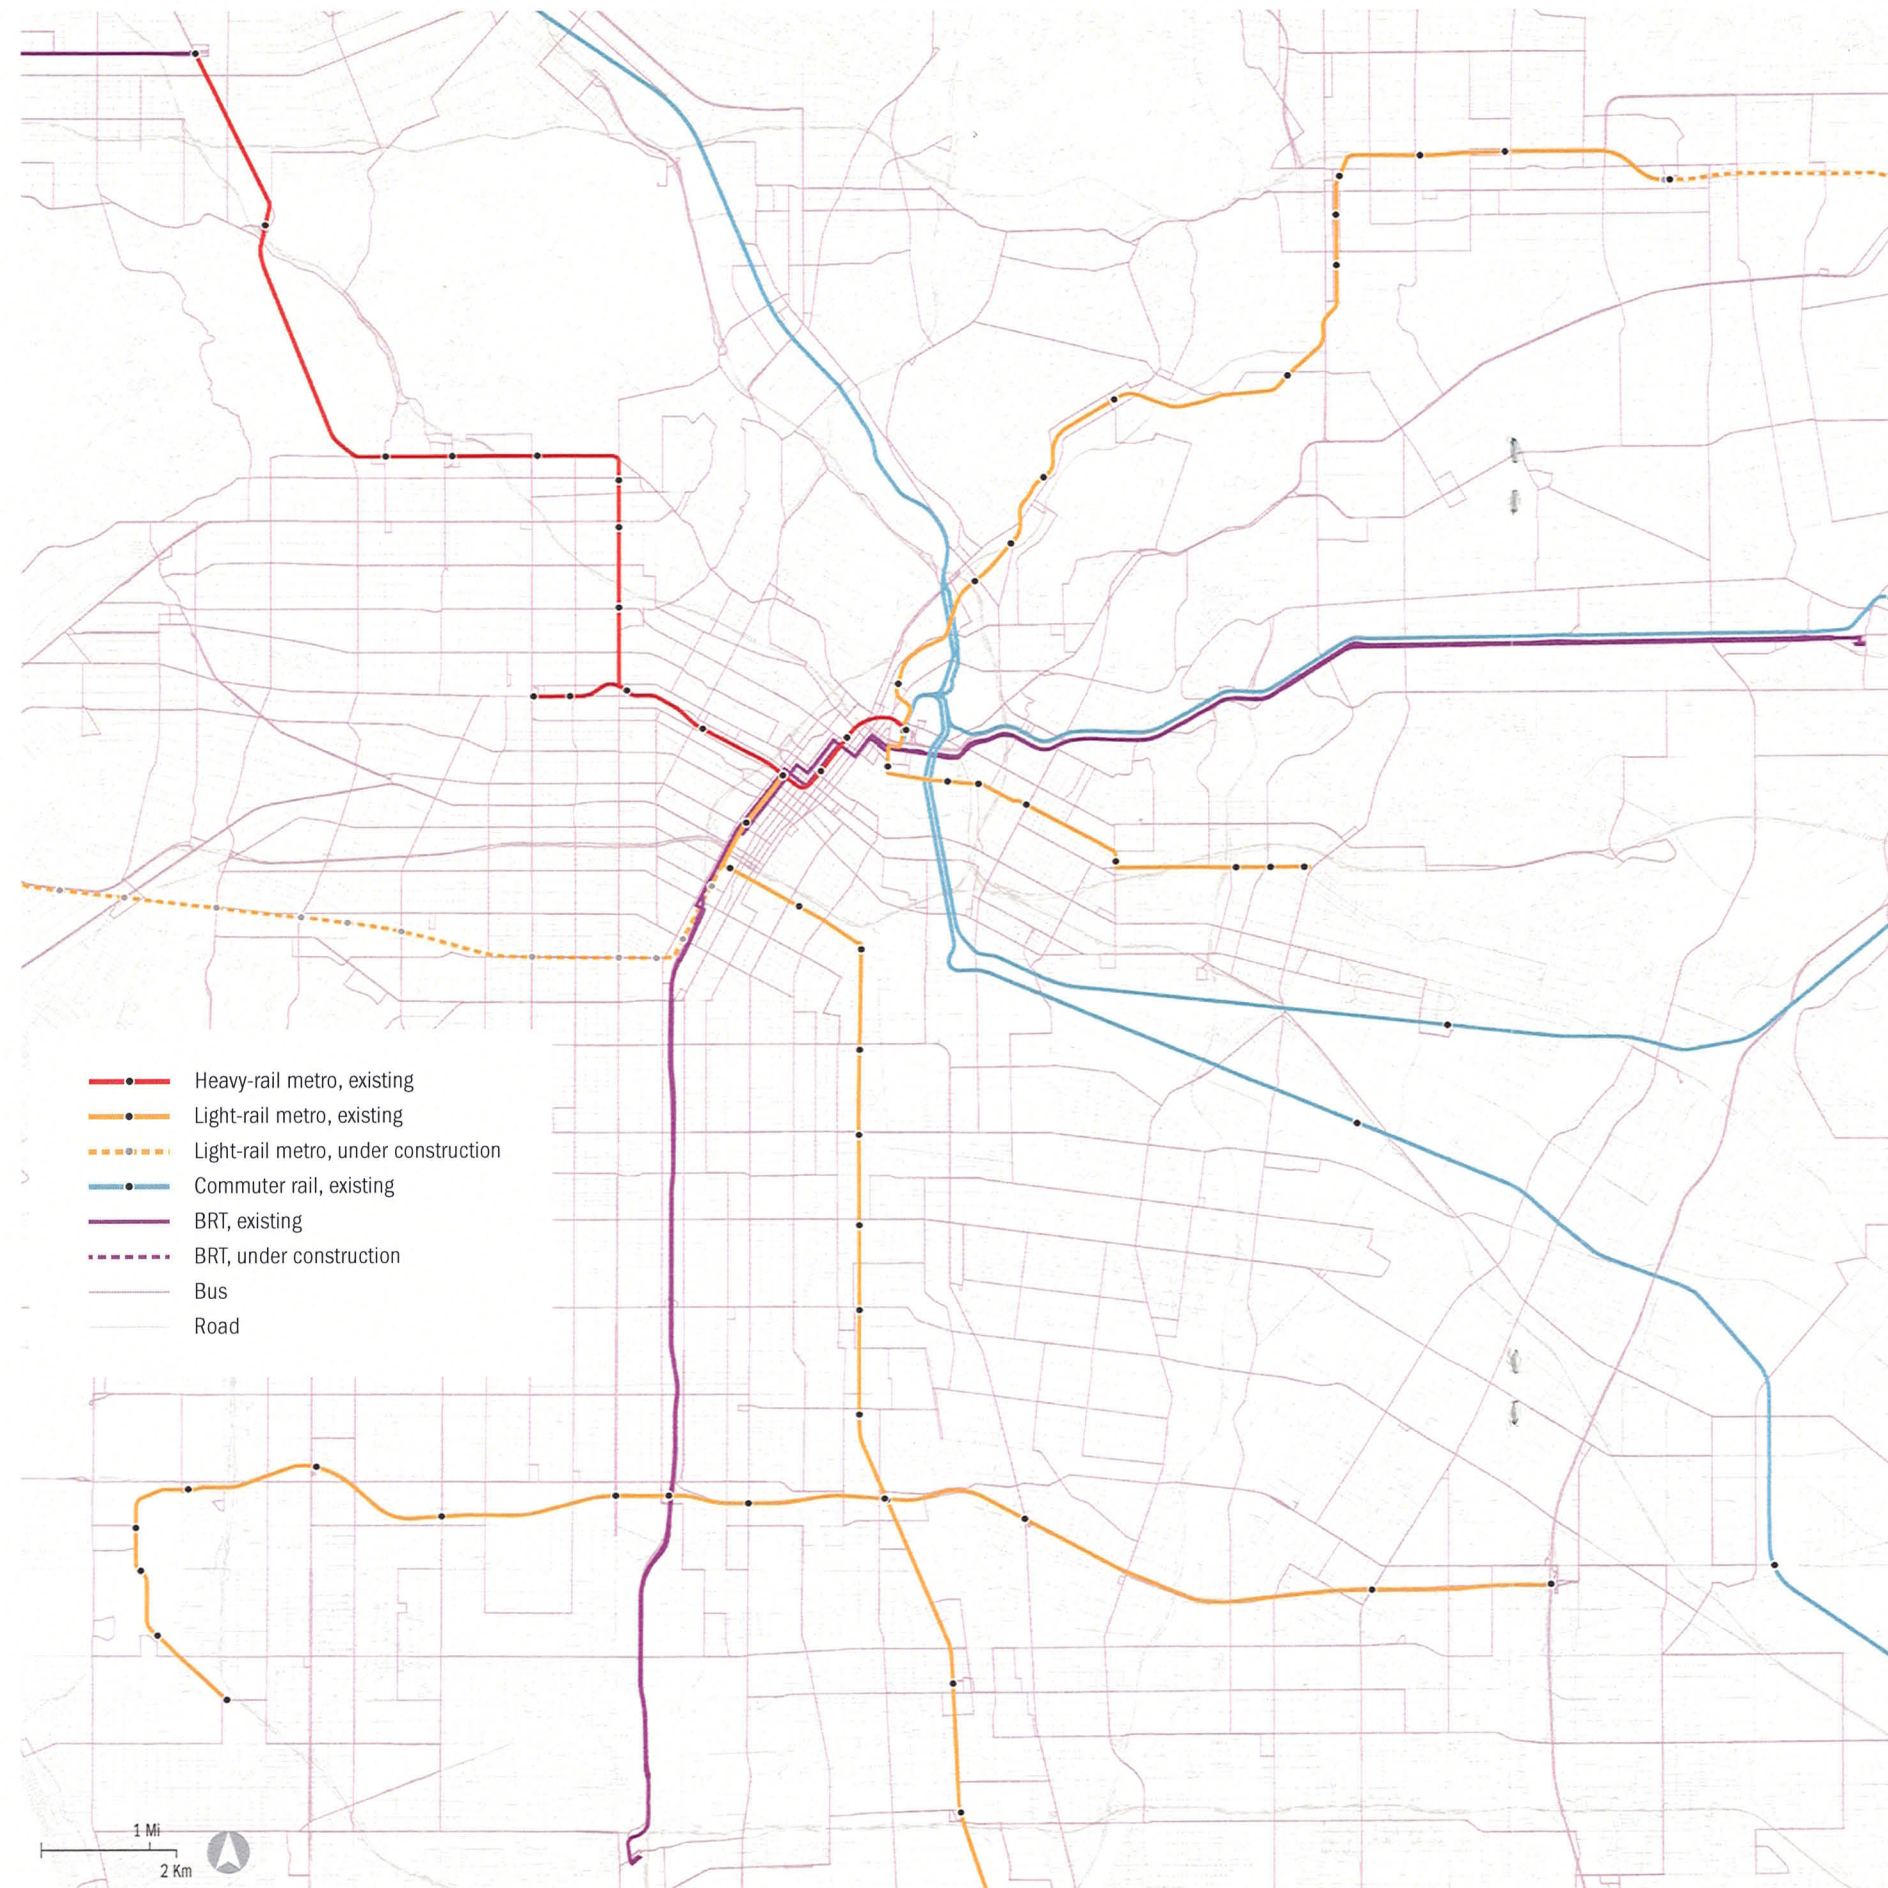 Heavy-rail metro, existing
Light-rail metro, existing
Light-rail metro, under construction
Commuter rail, existing
BRT, existing
BRT, under construction
Bus
Road
1 Mi
2 Km